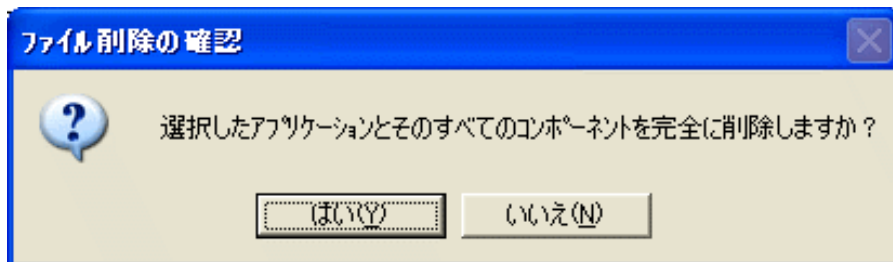 ファイル削除の確認
選択したアプリケーションとそのすべてのコンポーネントを完全に削除しますか?
はい(Y)
いいえ(N)